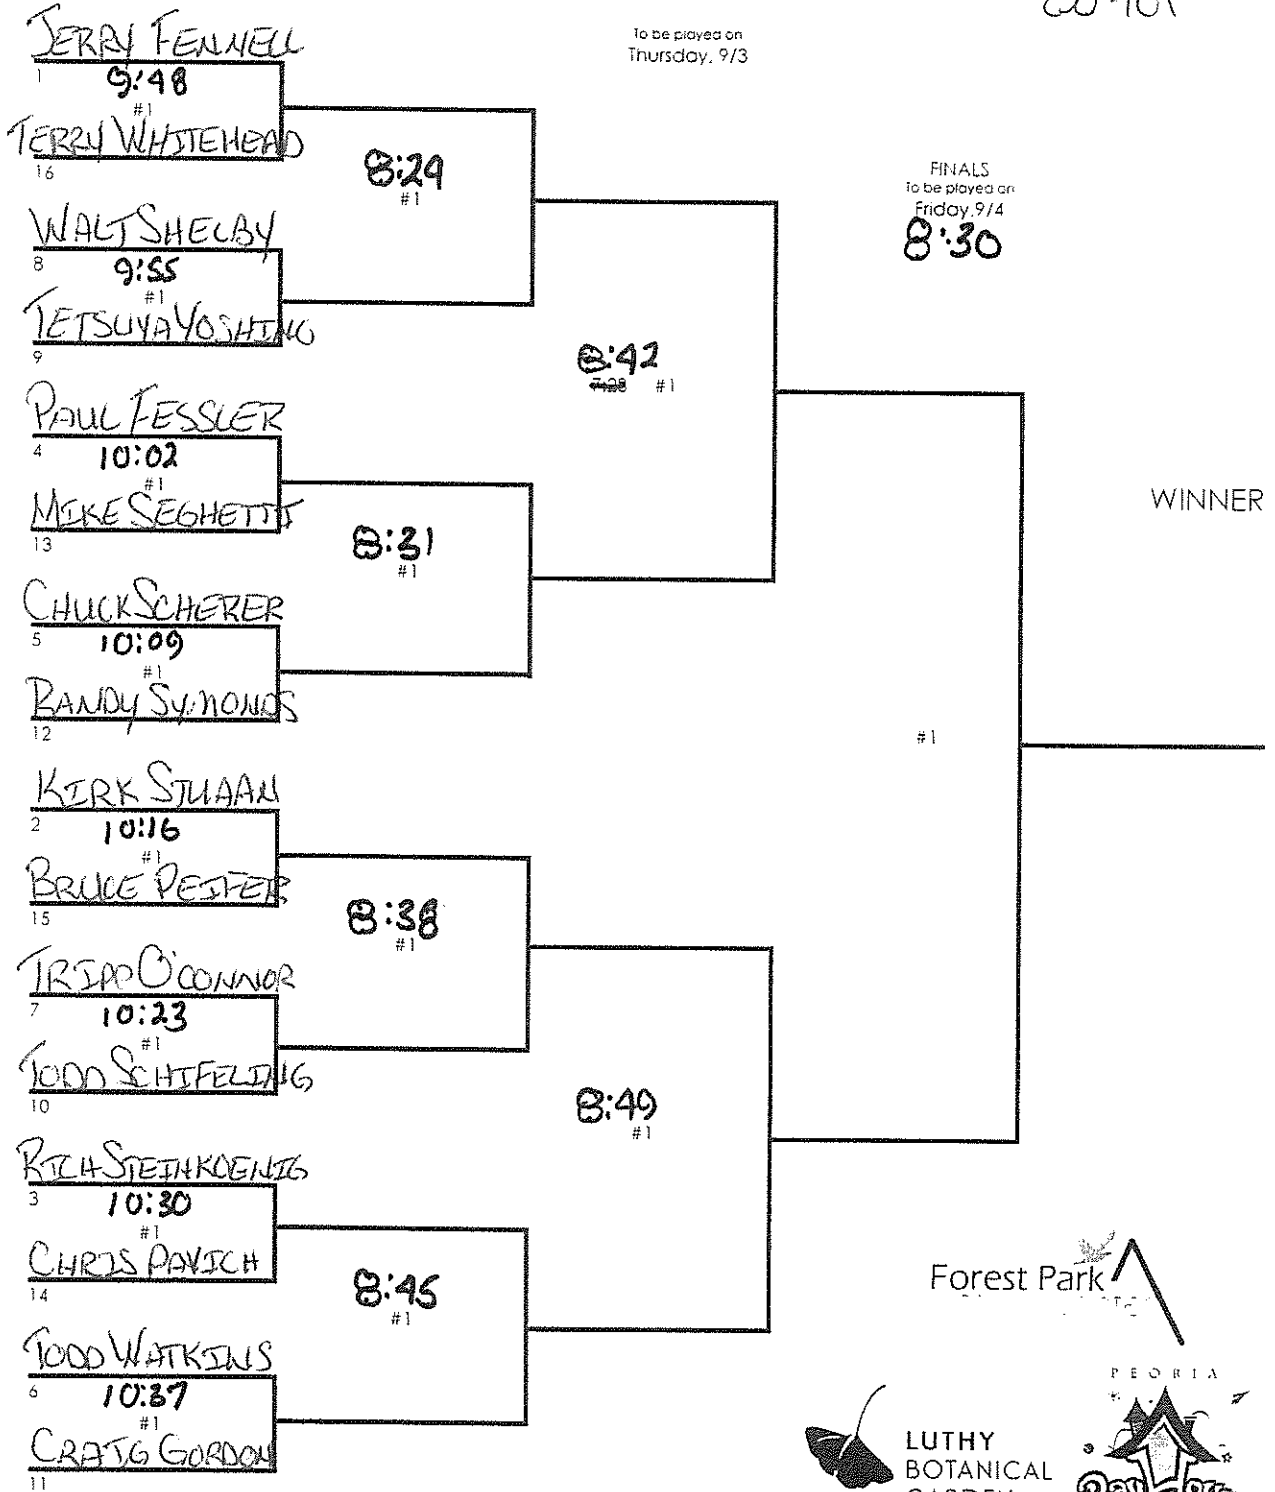 To be played on
Thursday, 9/3
FINALS
To be played on
Friday, 9/4
8:30
JERRY FENNELL
1
9:48
#1
TERRY WHITEHEAD
16
8:24
#1
WALT SHELBY
8
9:55
#1
TETSUYA YOSHINO
9
8:42
7:28 #1
PAUL FESSLER
4
10:02
#1
MIKE SEGHETTI
13
8:31
#1
CHUCK SCHERER
5
10:09
#1
RANDY SYMONDS
12
WINNER
#1
KIRK STUAAN
2
10:16
#1
BRUCE PEIFER
15
8:38
#1
TRIPP O'CONNOR
7
10:23
#1
TODD SCHIFELING
10
8:49
#1
RICH STEINKOENIG
3
10:30
#1
CHRIS PAVICH
14
8:45
#1
TODD WATKINS
6
10:37
#1
CRAIG GORDON
11
Forest Park
LUTHY
BOTANICAL
PEORIA